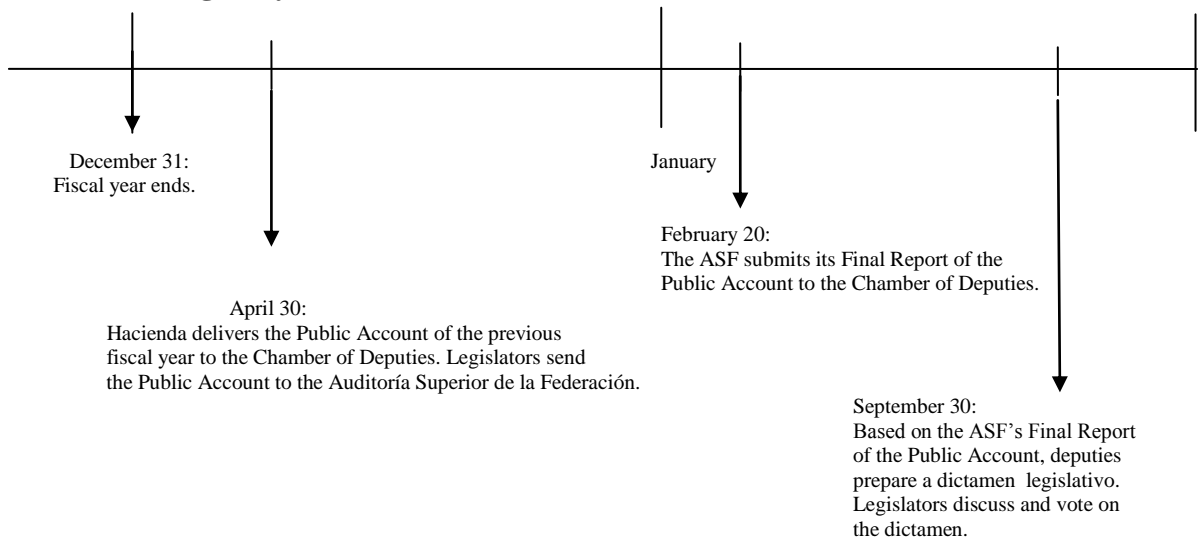 December 31:
Fiscal year ends.
April 30:
Hacienda delivers the Public Account of the previous
fiscal year to the Chamber of Deputies. Legislators send
the Public Account to the Auditoría Superior de la Federación.
January
February 20:
The ASF submits its Final Report of the
Public Account to the Chamber of Deputies.
September 30:
Based on the ASF’s Final Report
of the Public Account, deputies
prepare a dictamen legislativo.
Legislators discuss and vote on
the dictamen.